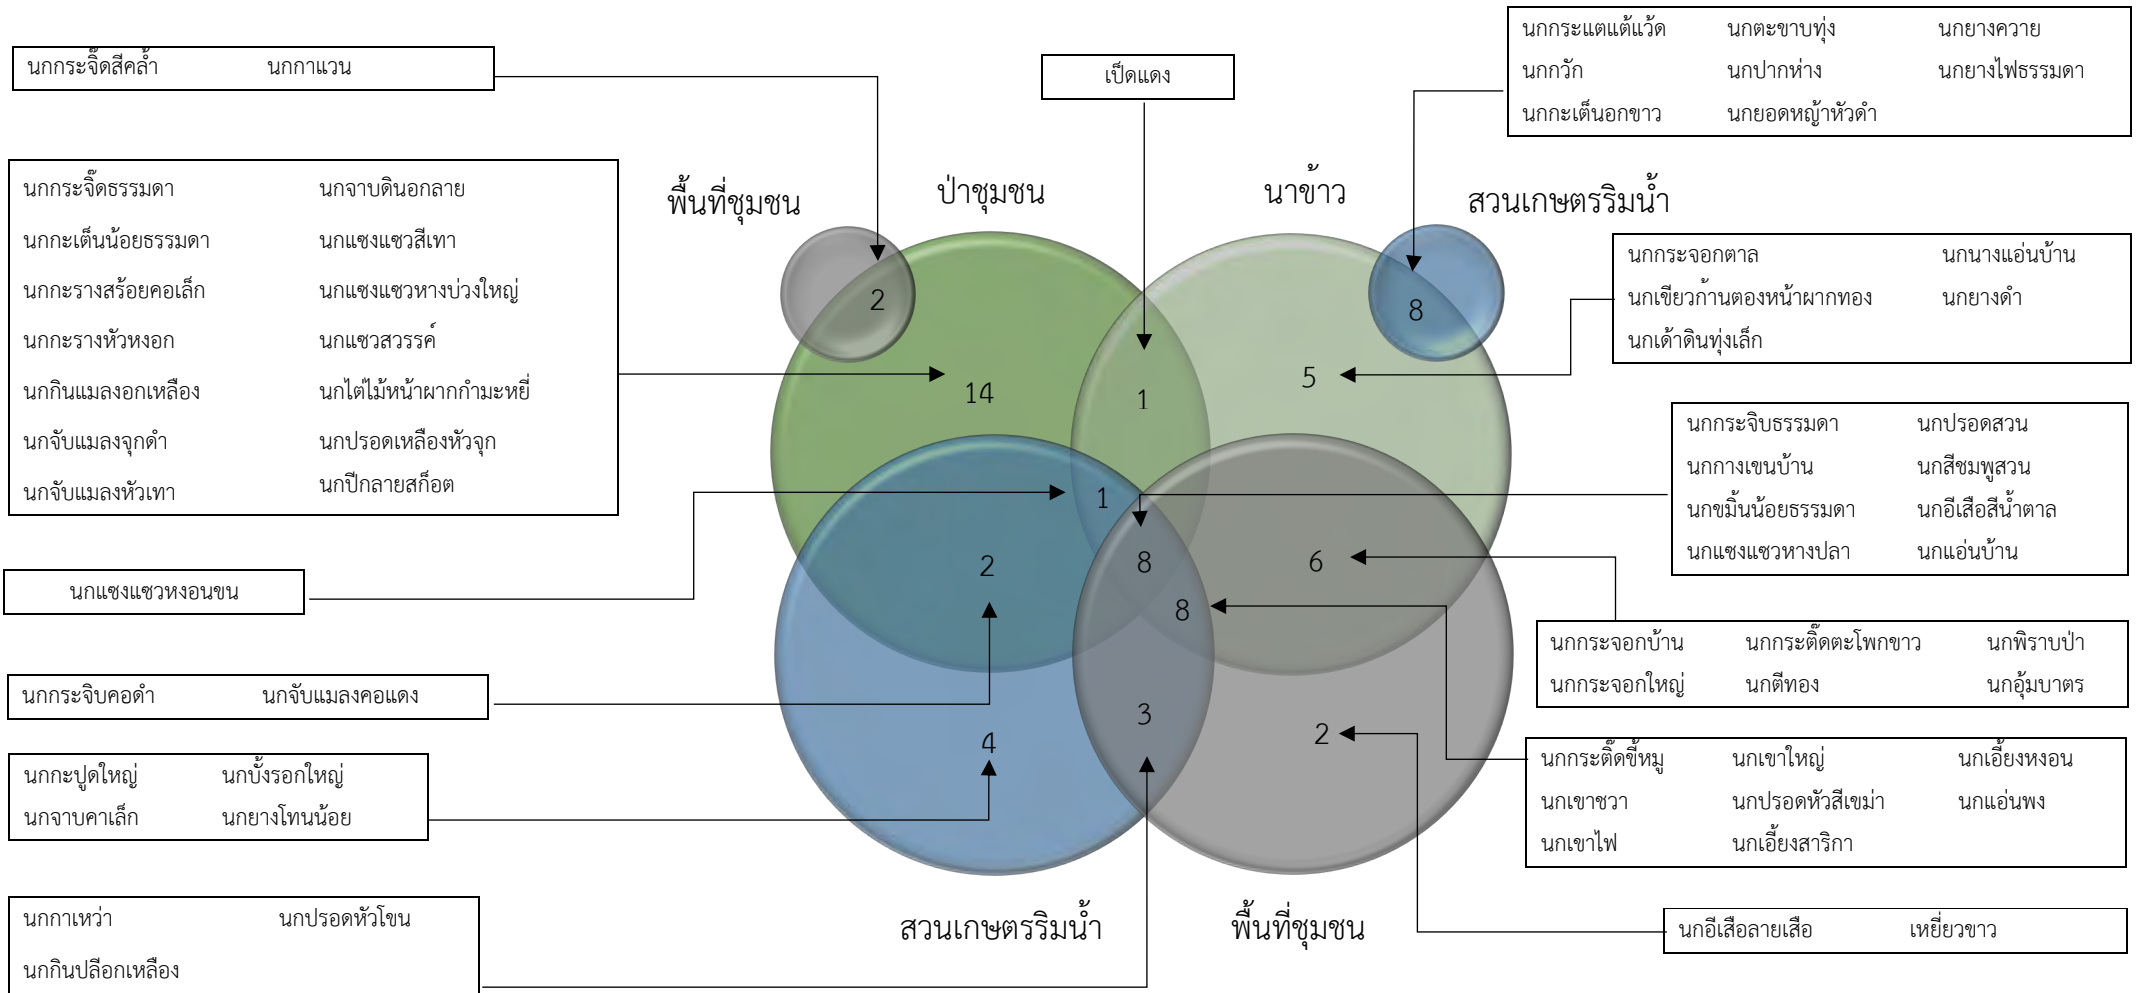 นกกระจิ๊ดสีคล้ำ นกกาแวน
เป็ดแดง
นกกระแตแต้แว้ด นกตะขาบทุ่ง นกยางควาย
นกกวัก นกปากห่าง นกยางไฟธรรมดา
นกกะเต็นอกขาว นกยอดหญ้าหัวดำ
พื้นที่ชุมชน
ป่าชุมชน
นาข้าว
สวนเกษตรริมน้ำ
นกกระจิ๊ดธรรมดา นกจาบดินอกลาย
นกกะเต็นน้อยธรรมดา นกแซงแซวสีเทา
นกกะรางสร้อยคอเล็ก นกแซงแซวหางบ่วงใหญ่
นกกะรางหัวหงอก นกแซวสวรรค์
นกกินแมลงอกเหลือง นกไต่ไม้หน้าผากกำมะหยี่
นกจับแมลงจุกดำ นกปรอดเหลืองหัวจุก
นกจับแมลงหัวเทา นกปีกลายสก็อต
นกกระจอกตาล นกนางแอ่นบ้าน
นกเขียวก้านตองหน้าผากทอง นกยางดำ
นกเด้าดินทุ่งเล็ก
2
8
14
1
5
1
2
8
6
8
3
4
2
นกกระจิบธรรมดา นกปรอดสวน
นกกางเขนบ้าน นกสีชมพูสวน
นกขมิ้นน้อยธรรมดา นกอีเสือสีน้ำตาล
นกแซงแซวหางปลา นกแอ่นบ้าน
นกแซงแซวหงอนขน
นกกระจอกบ้าน นกกระติ๊ดตะโพกขาว นกพิราบป่า
นกกระจอกใหญ่ นกตีทอง นกอุ้มบาตร
นกกระจิบคอดำ นกจับแมลงคอแดง
นกกระติ๊ดขี้หมู นกเขาใหญ่ นกเอี้ยงหงอน
นกเขาชวา นกปรอดหัวสีเขม่า นกแอ่นพง
นกเขาไฟ นกเอี้ยงสาริกา
นกกะปูดใหญ่ นกบั้งรอกใหญ่
นกจาบคาเล็ก นกยางโทนน้อย
นกกาเหว่า นกปรอดหัวโขน
นกกินปลีอกเหลือง
สวนเกษตรริมน้ำ
พื้นที่ชุมชน
นกอีเสือลายเสือ เหยี่ยวขาว